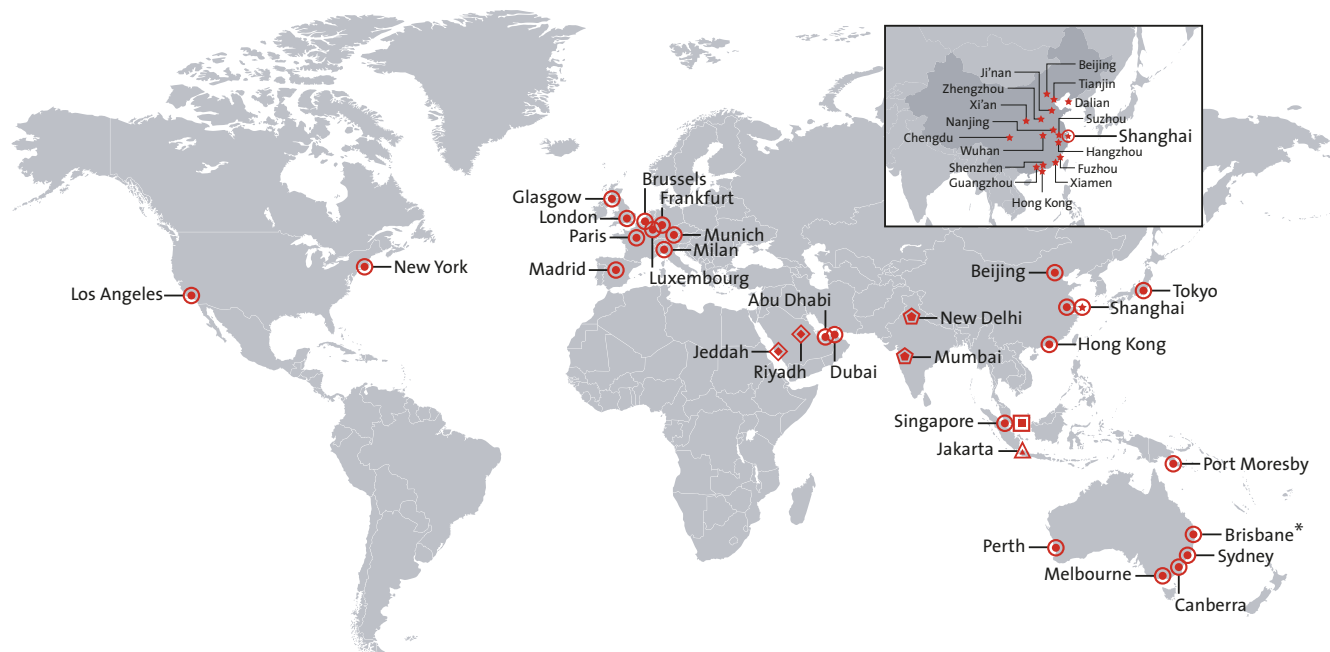 Beijing
Ji’nan
Tianjin
Zhengzhou
Dalian
Xi’an
Suzhou
Nanjing
Shanghai
Chengdu
Wuhan
Hangzhou
Shenzhen
Fuzhou
Guangzhou
Xiamen
Hong Kong
Brussels
Glasgow
Frankfurt
London
Paris
Munich
Milan
Madrid
Luxembourg
New York
Los Angeles
Abu Dhabi
Beijing
Tokyo
Shanghai
New Delhi
Hong Kong
Jeddah
Riyadh
Dubai
Mumbai
Singapore
Jakarta
Port Moresby
Brisbane*
Perth
Sydney
Melbourne
Canberra